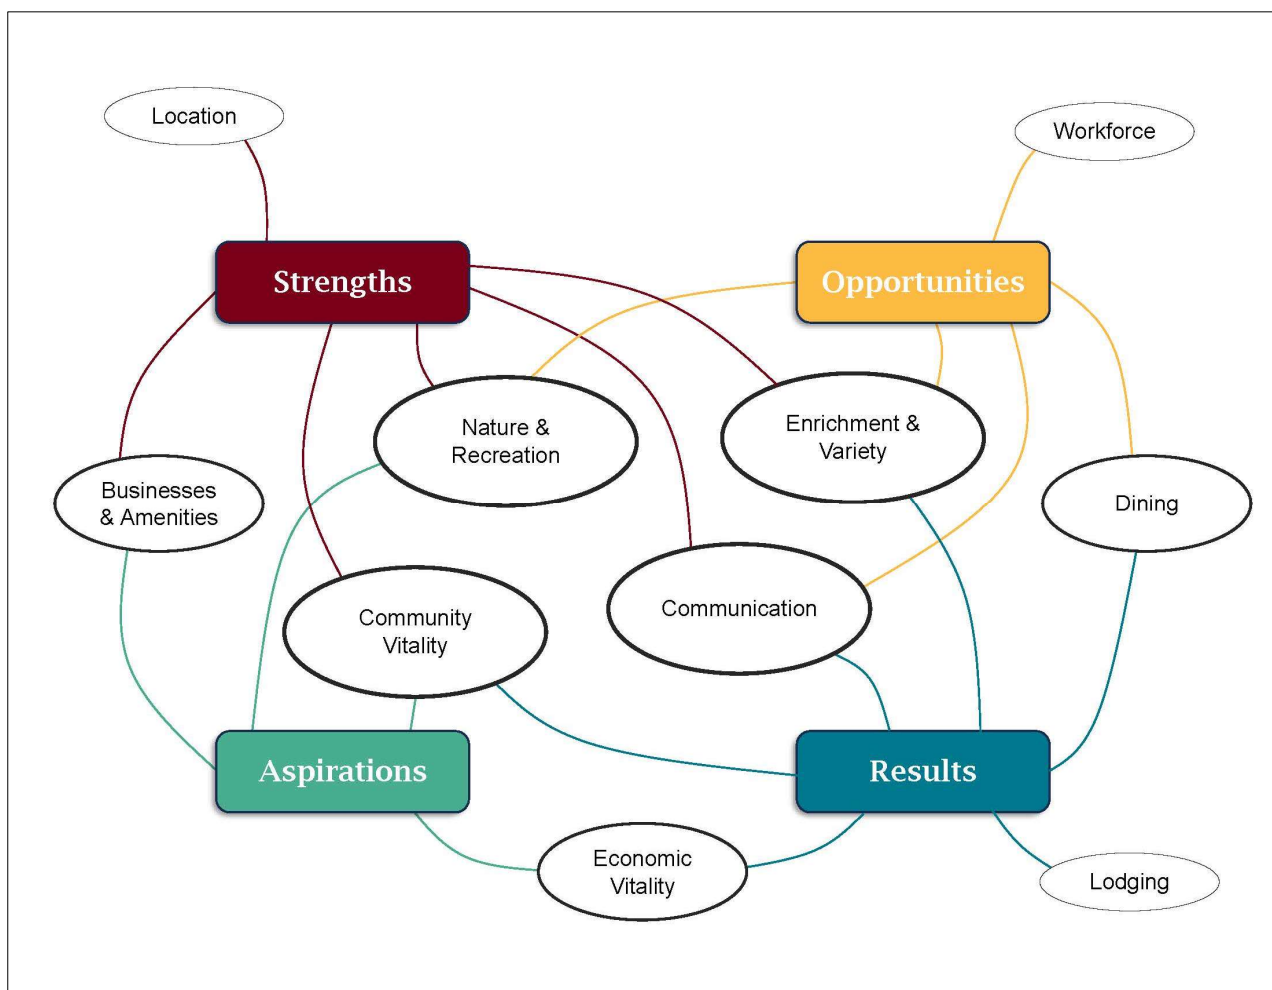 Location
Workforce
Strengths
Opportunities
Nature &
Recreation
Enrichment &
Variety
Businesses
& Amenities
Dining
Community
Vitality
Communication
Aspirations
Results
Economic
Vitality
Lodging